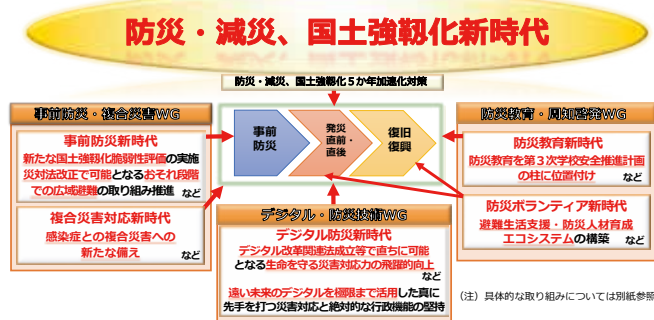 防災・減災、国土強靱化新時代
防災・減災、国土強靱化５か年加速化対策
事前防災・複合災害WG
事前防災新時代
新たな国土強靱化脆弱性評価の実施
災対法改正で可能となるおそれ段階
での広域避難の取り組み推進 など
複合災害対応新時代
感染症との複合災害への
新たな備え など
事前
防災
発災
直前・
直後
復旧
復興
デジタル・防災技術WG
デジタル防災新時代
デジタル改革関連法成立等で直ちに可能
となる生命を守る災害対応力の飛躍的向上
など
遠い未来のデジタルを極限まで活用した真に
先手を打つ災害対応と絶対的な行政機能の堅持
防災教育・周知啓発WG
防災教育新時代
防災教育を第３次学校安全推進計画
の柱に位置付け など
防災ボランティア新時代
避難生活支援・防災人材育成
エコシステムの構築 など
（注）具体的な取り組みについては別紙参照